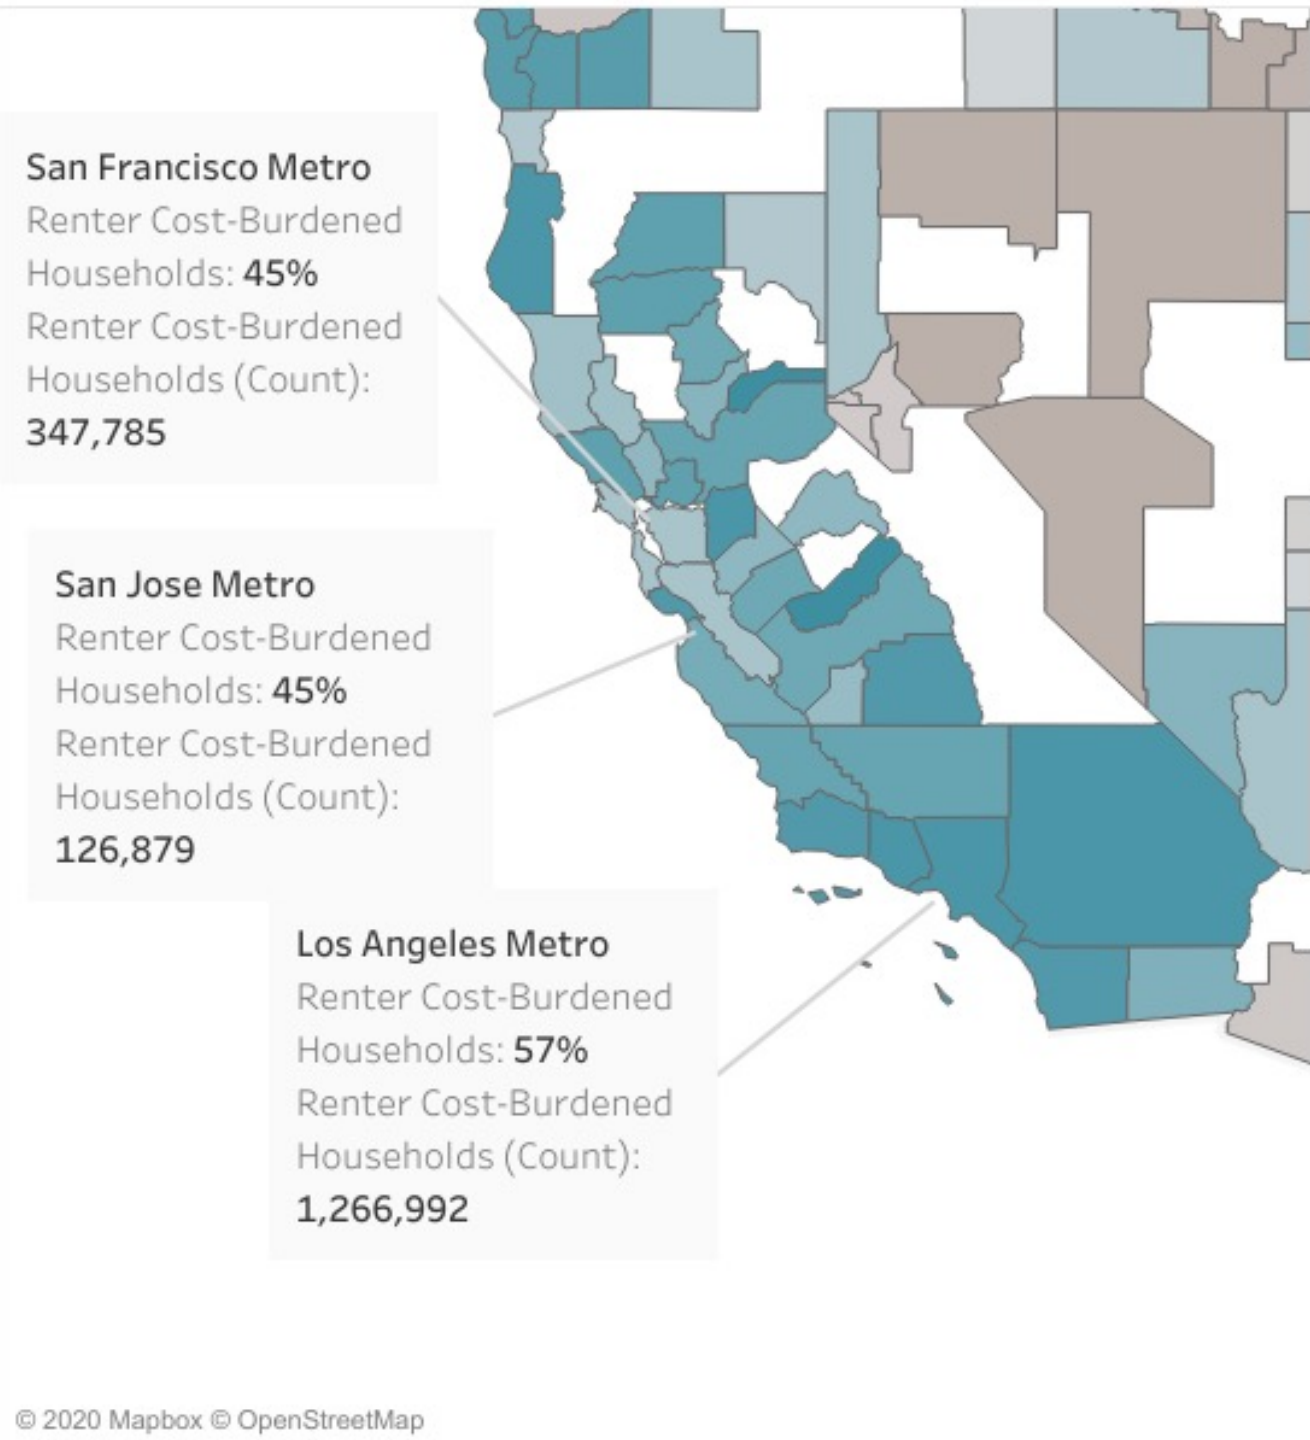 San Francisco Metro
Renter Cost-Burdened
Households: 45%
Renter Cost-Burdened
Households (Count):
347,785
San Jose Metro
Renter Cost-Burdened
Households: 45%
Renter Cost-Burdened
Households (Count):
126,879
Los Angeles Metro
Renter Cost-Burdened
Households: 57%
Renter Cost-Burdened
Households (Count):
1,266,992
© 2020 Mapbox © OpenStreetMap